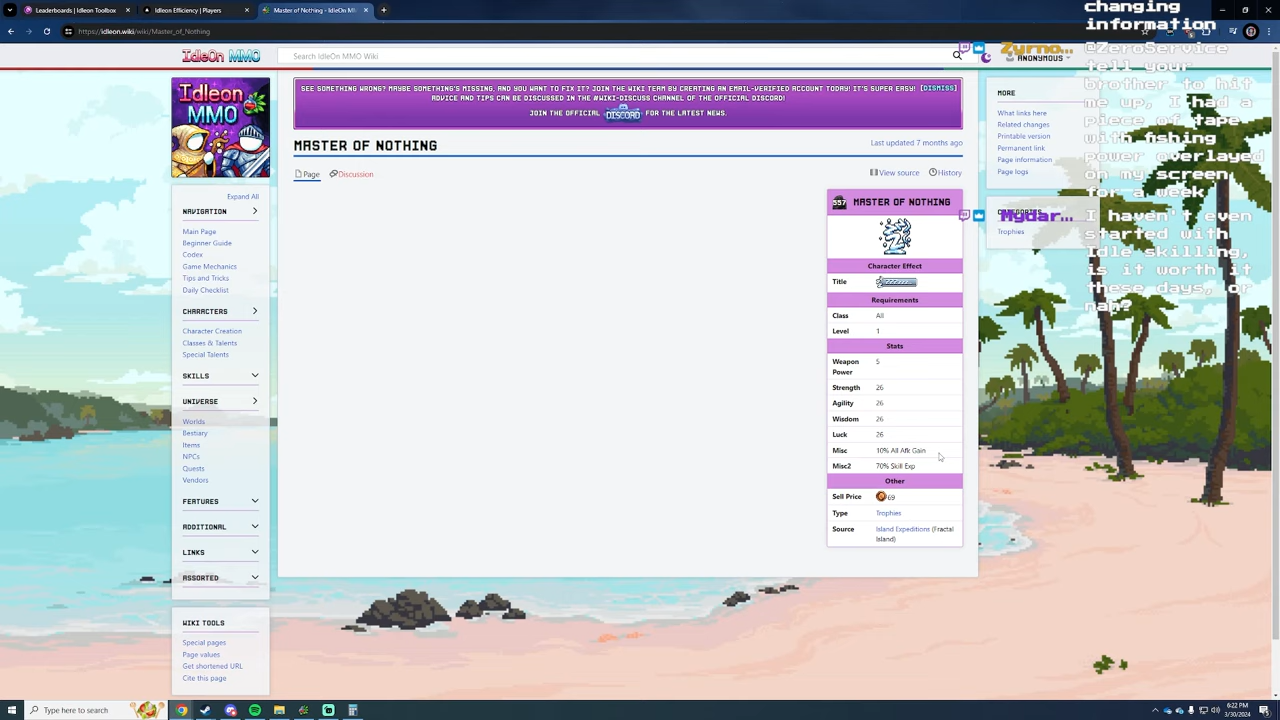 Leaderboards | Idleon Toolbox
Idleon Efficiency | Players
Master of Nothing - IdleOn MM
https://idleon.wiki/wiki/Master_of_Nothing
IDLEON MMO
Search IdleOn MMO Wiki
ANONYMOUS
Idleon
MMO
SEE SOMETHING WRONG? MAYBE SOMETHING'S MISSING, AND YOU WANT TO FIX IT? JOIN THE WIKI TEAM BY CREATING AN EMAIL-VERIFIED ACCOUNT TODAY! IT'S SUPER EASY! [DISMISS]
ADVICE AND TIPS CAN BE DISCUSSED IN THE #WIKI-DISCUSS CHANNEL OF THE OFFICIAL DISCORD!
JOIN THE OFFICIAL DISCORD FOR THE LATEST NEWS.
MASTER OF NOTHING
Last updated 7 months ago
Page
Discussion
View source
History
Expand All
NAVIGATION
Main Page
Beginner Guide
Codex
Game Mechanics
Tips and Tricks
Daily Checklist
CHARACTERS
Character Creation
Classes & Talents
Special Talents
SKILLS
UNIVERSE
Worlds
Bestiary
Items
NPCs
Quests
Vendors
FEATURES
ADDITIONAL
LINKS
ASSORTED
WIKI TOOLS
Special pages
Page values
Get shortened URL
Cite this page
MASTER OF NOTHING
Character Effect
Title
Requirements
Class All
Level 1
Stats
Weapon
Power 5
Strength 26
Agility 26
Wisdom 26
Luck 26
Misc 10% All Afk Gain
Misc2 70% Skill Exp
Other
Sell Price 69
Type Trophies
Source Island Expeditions (Fractal
Island)
MORE
What links here
Related changes
Printable version
Permanent link
Page information
Page logs
Trophies
changing
information
Zyrno...
@ZeroService
tell your
brother to hit
me up, I had a
piece of tape
with fishing
power overlayed
on my screen,
for a week
Mydar...
I haven't even
started with
Idle skilling,
is it worth it
these days, or
nah?
Type here to search
6:22 PM
3/30/2024